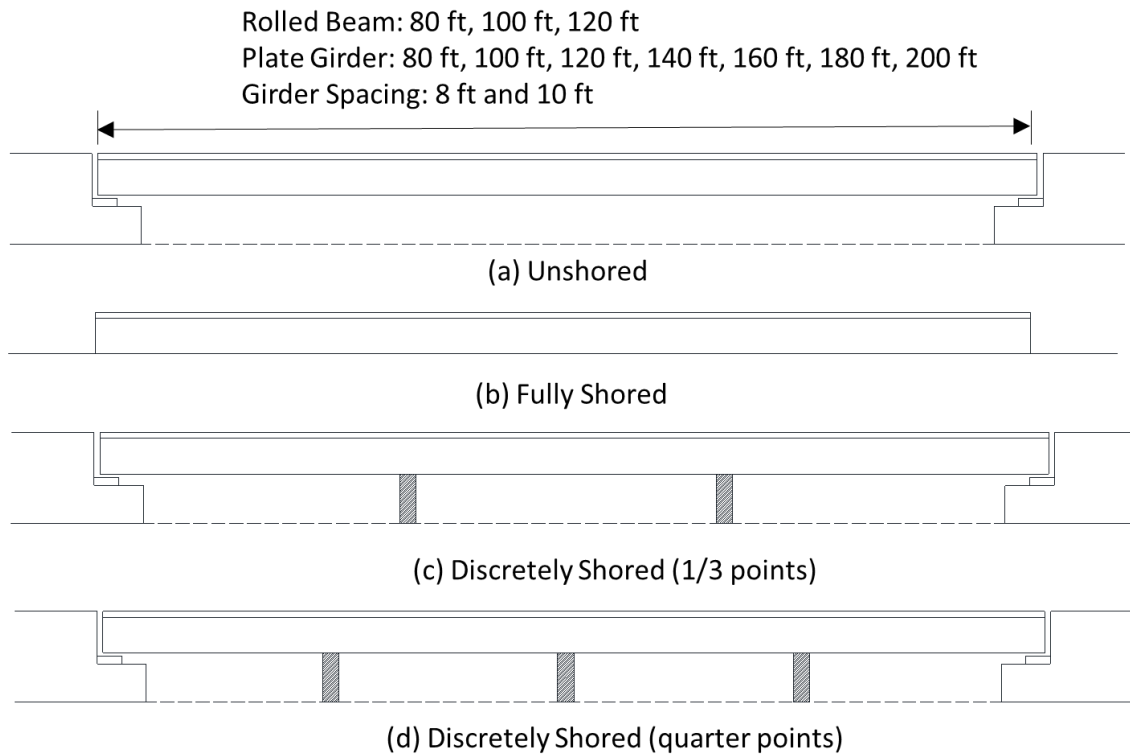 Rolled Beam: 80 ft, 100 ft, 120 ft
Plate Girder: 80 ft, 100 ft, 120 ft, 140 ft, 160 ft, 180 ft, 200 ft
Girder Spacing: 8 ft and 10 ft
(a) Unshored
(b) Fully Shored
(c) Discretely Shored (1/3 points)
(d) Discretely Shored (quarter points)